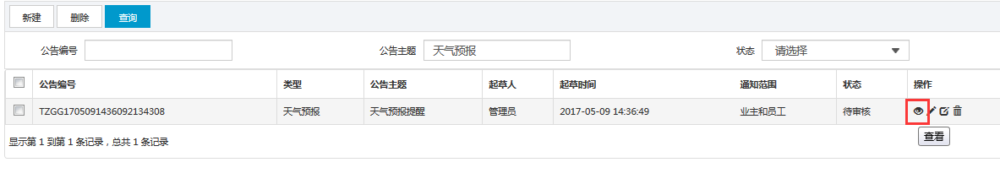 新建 删除 查询
公告编号 公告主题 天气预报 状态 请选择
公告编号 类型 公告主题 起草人 起草时间 通知范围 状态 操作
TZGG1705091436092134308 天气预报 天气预报提醒 管理员 2017-05-09 14:36:49 业主和员工 待审核
查看
显示第 1 到第 1 条记录，总共 1 条记录